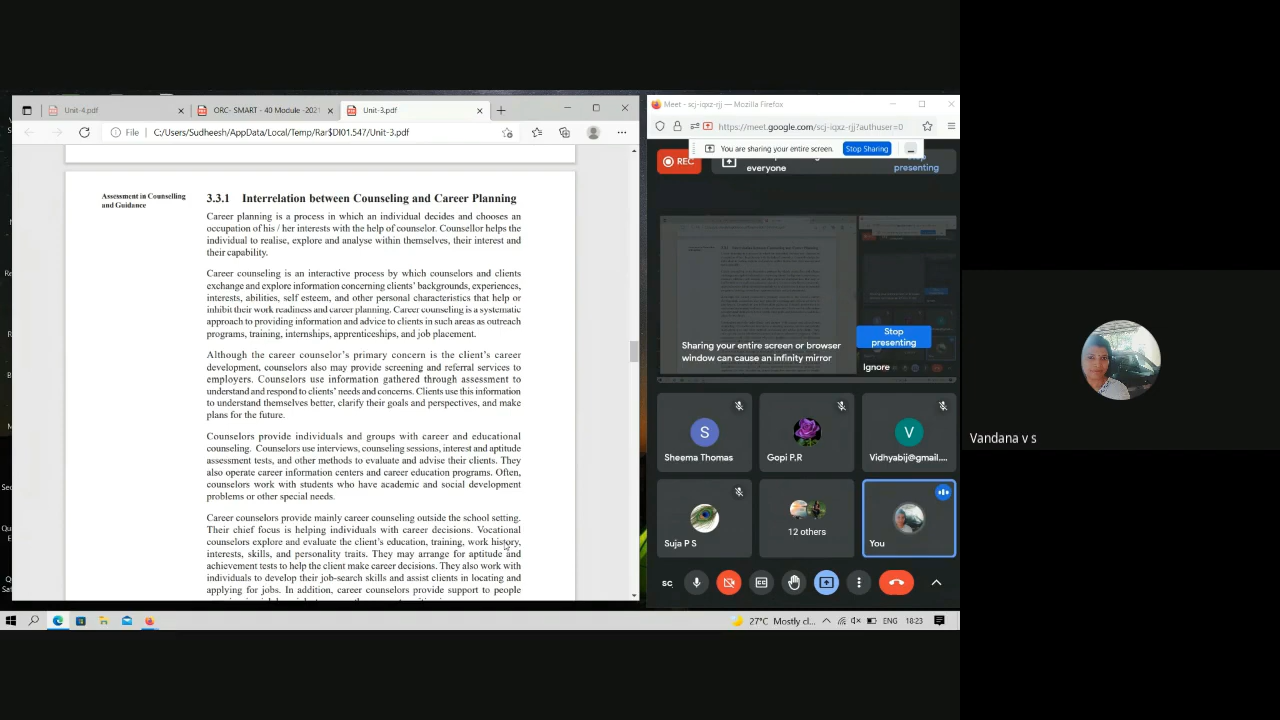 Unit-4.pdf
ORC- SMART - 40 Module -2021
Unit-3.pdf
File
C:/Users/Sudheesh/AppData/Local/Temp/Rar$DI01.547/Unit-3.pdf
Assessment in Counselling
and Guidance
3.3.1 Interrelation between Counseling and Career Planning
Career planning is a process in which an individual decides and chooses an
occupation of his / her interests with the help of counselor. Counsellor helps the
individual to realise, explore and analyse within themselves, their interest and
their capability.
Career counseling is an interactive process by which counselors and clients
exchange and explore information concerning clients' backgrounds, experiences,
interests, abilities, self esteem, and other personal characteristics that help or
inhibit their work readiness and career planning. Career counseling is a systematic
approach to providing information and advice to clients in such areas as outreach
programs, training, internships, apprenticeships, and job placement.
Although the career counselor's primary concern is the client's career
development, counselors also may provide screening and referral services to
employers. Counselors use information gathered through assessment to
understand and respond to clients' needs and concerns. Clients use this information
to understand themselves better, clarify their goals and perspectives, and make
plans for the future.
Counselors provide individuals and groups with career and educational
counseling. Counselors use interviews, counseling sessions, interest and aptitude
assessment tests, and other methods to evaluate and advise their clients. They
also operate career information centers and career education programs. Often,
counselors work with students who have academic and social development
problems or other special needs.
Career counselors provide mainly career counseling outside the school setting.
Their chief focus is helping individuals with career decisions. Vocational
counselors explore and evaluate the client's education, training, work history,
interests, skills, and personality traits. They may arrange for aptitude and
achievement tests to help the client make career decisions. They also work with
individuals to develop their job-search skills and assist clients in locating and
applying for jobs. In addition, career counselors provide support to people
Meet - scj-iqxz-rjj — Mozilla Firefox
https://meet.google.com/scj-iqxz-rjj?authuser=0
You are sharing your entire screen.
Stop Sharing
REC
everyone
Stop
presenting
Sharing your entire screen or browser
window can cause an infinity mirror
Stop
presenting
Ignore
S
Sheema Thomas
Gopi P.R
V
Vidhyabij@gmail....
Suja P S
12 others
You
sc
27°C Mostly cl...
ENG
18:23
Vandana v s